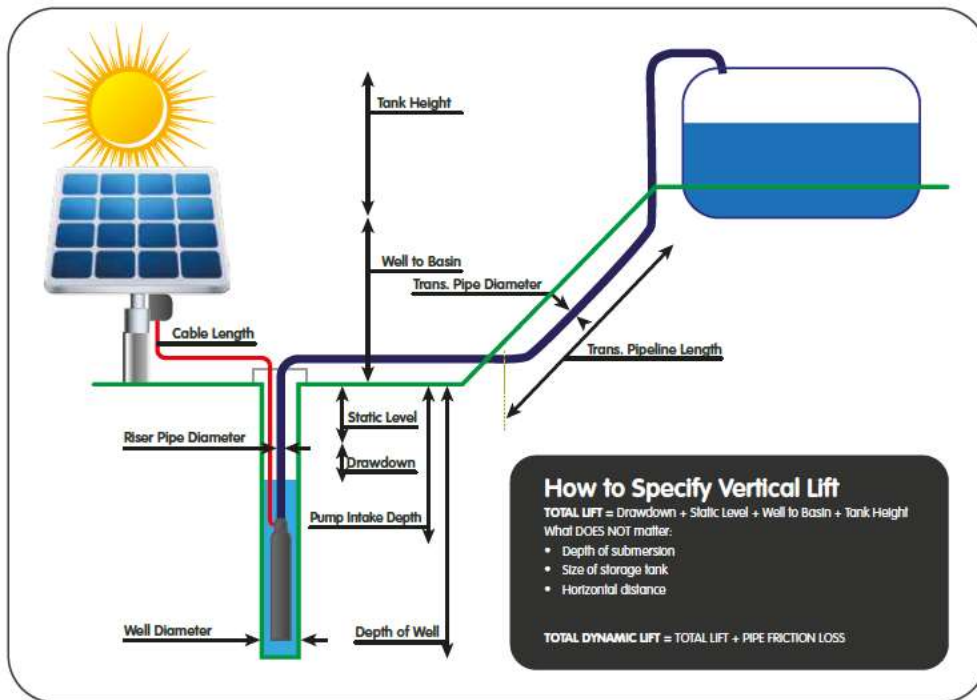 Tank Height
Well to Basin
Trans. Pipe Diameter
Cable Length
Trans. Pipeline Length
Static Level
Riser Pipe Diameter
Drawdown
Pump Intake Depth
Well Diameter
Depth of Well
How to Specify Vertical Lift
TOTAL LIFT = Drawdown + Static Level + Well to Basin + Tank Height
What DOES NOT matter:
• Depth of submersion
• Size of storage tank
• Horizontal distance
TOTAL DYNAMIC LIFT = TOTAL LIFT + PIPE FRICTION LOSS